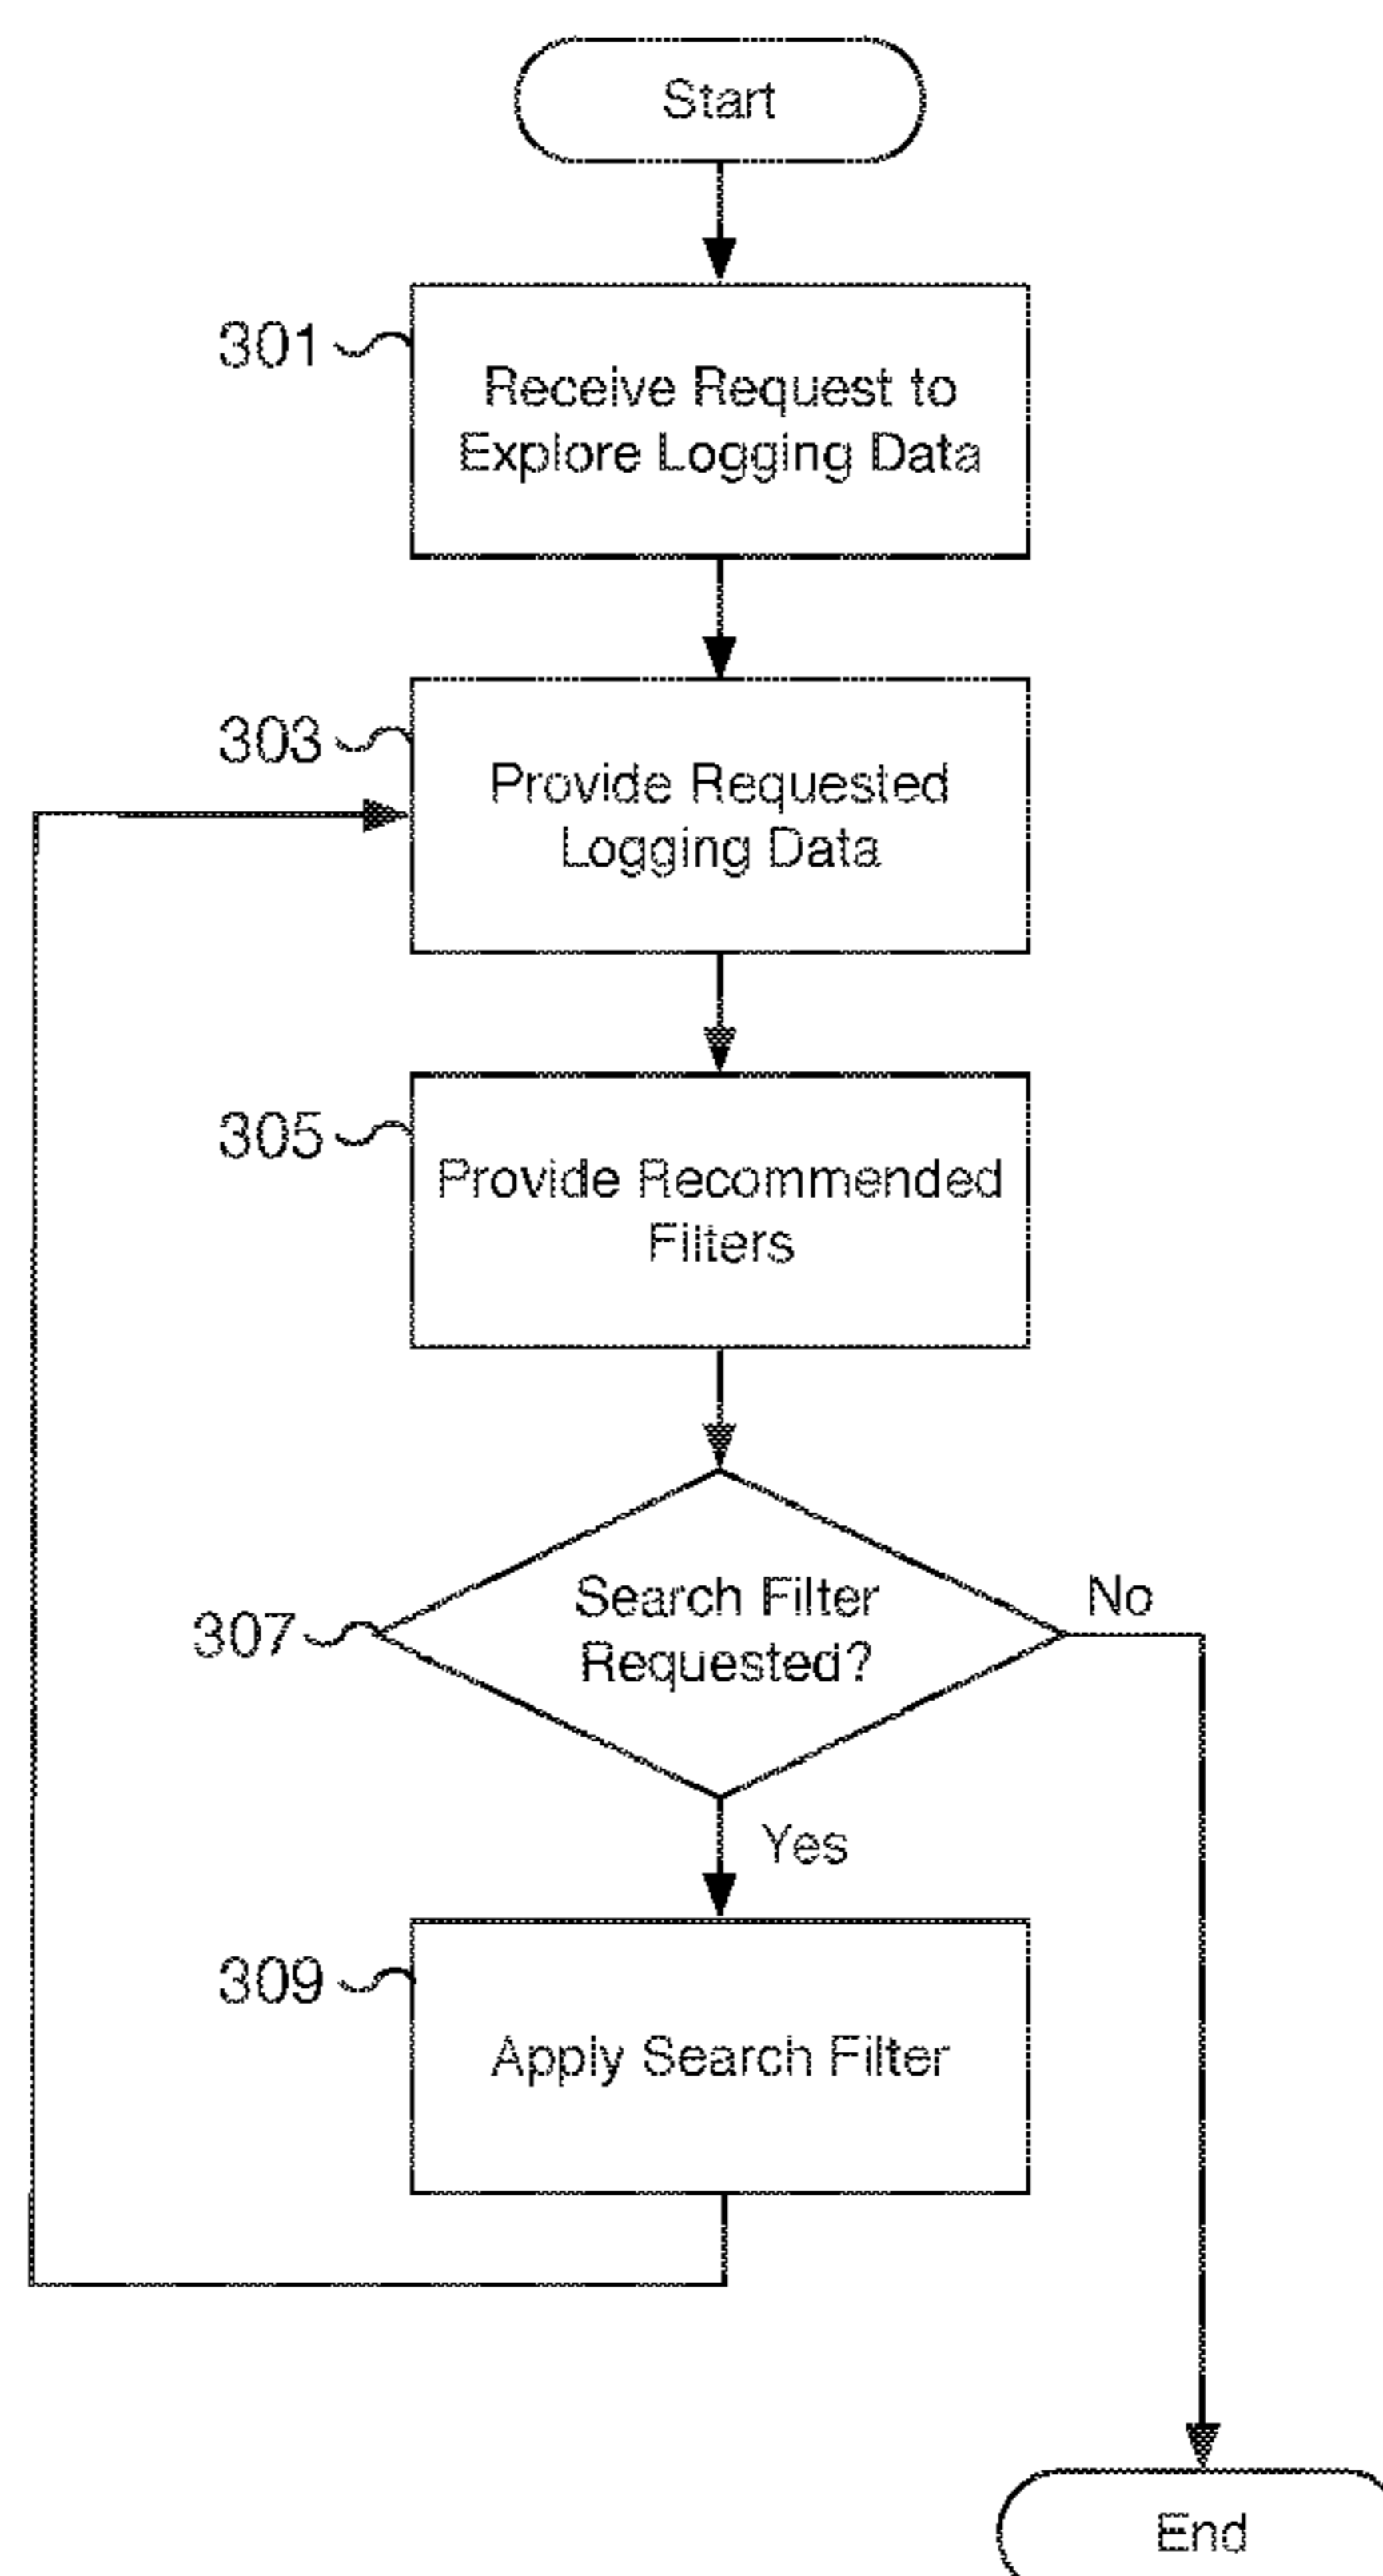 Start
301
Receive Request to
Explore Logging Data
303
Provide Requested
Logging Data
305
Provide Recommended
Filters
307
Search Filter
Requested?
No
Yes
309
Apply Search Filter
End